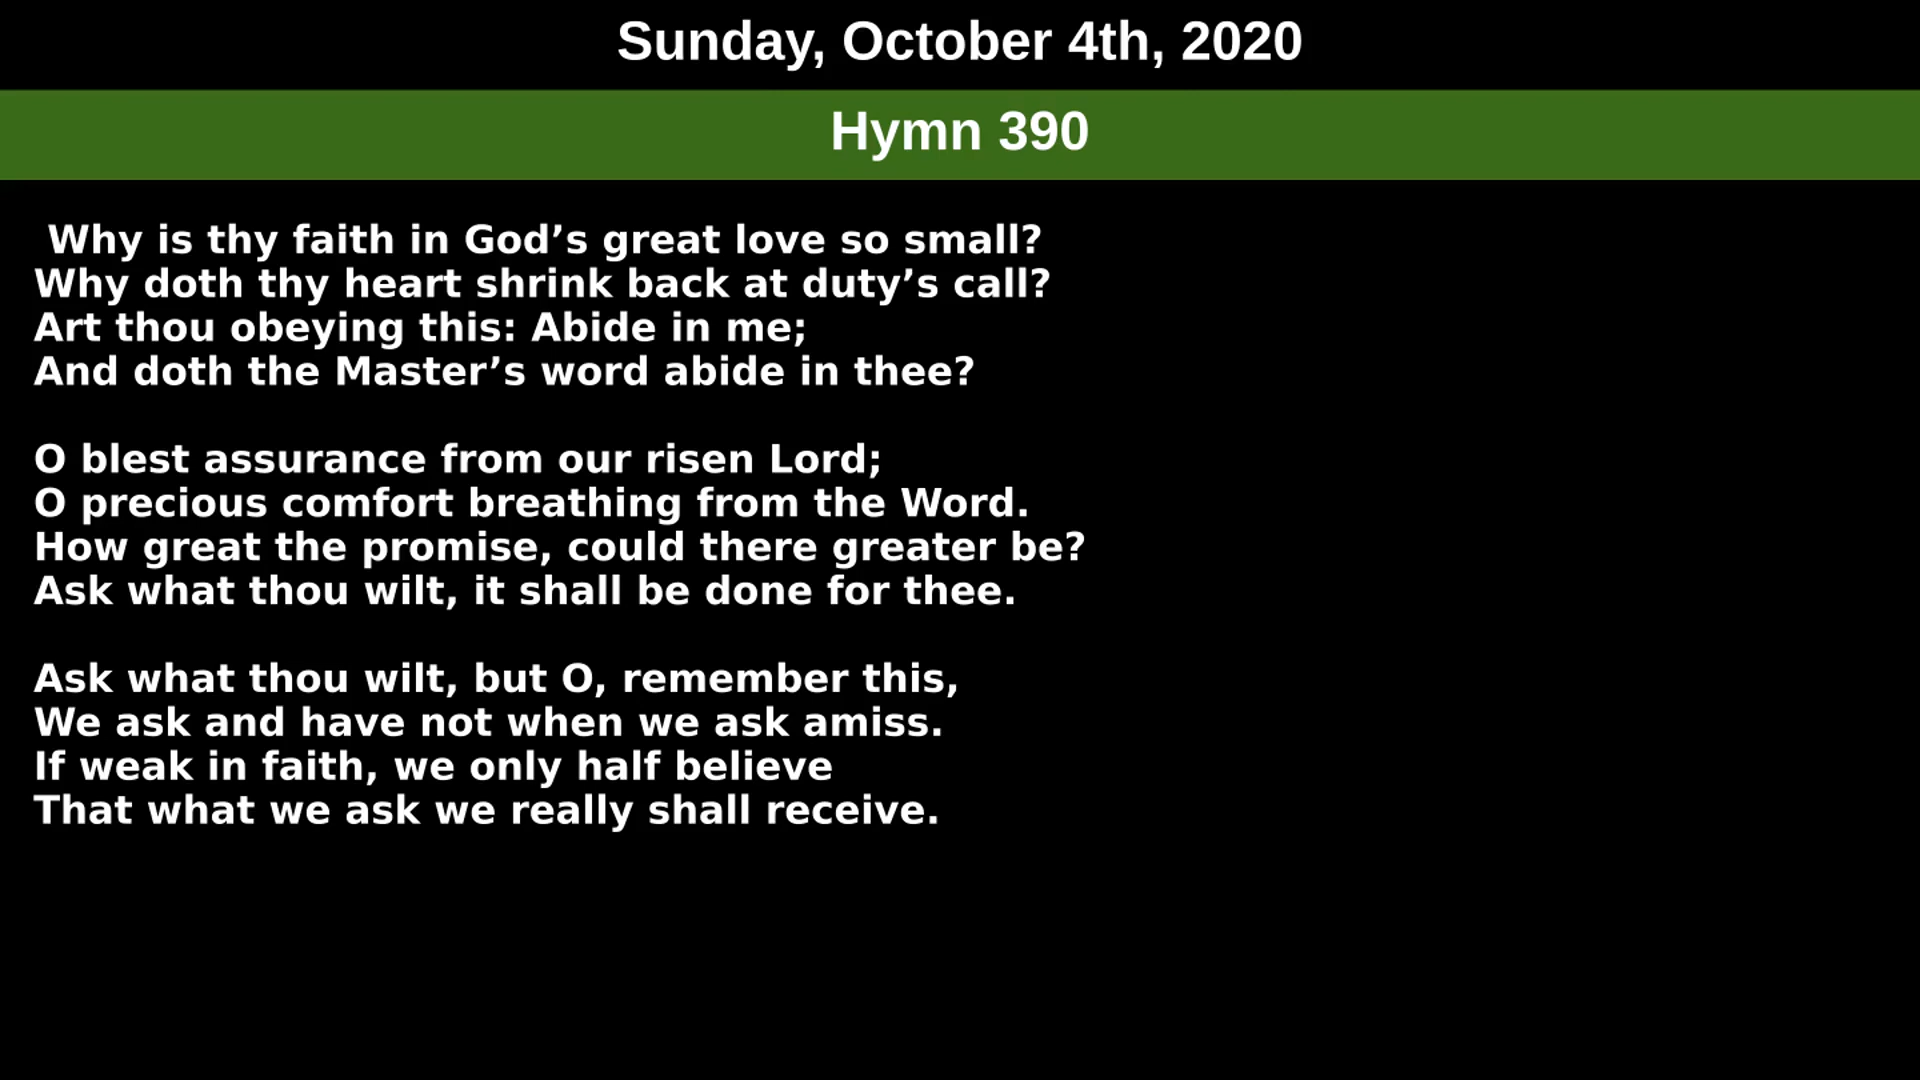 Sunday, October 4th, 2020
Hymn 390
Why is thy faith in God’s great love so small?
Why doth thy heart shrink back at duty’s call?
Art thou obeying this: Abide in me;
And doth the Master’s word abide in thee?
O blest assurance from our risen Lord;
O precious comfort breathing from the Word.
How great the promise, could there greater be?
Ask what thou wilt, it shall be done for thee.
Ask what thou wilt, but O, remember this,
We ask and have not when we ask amiss.
If weak in faith, we only half believe
That what we ask we really shall receive.